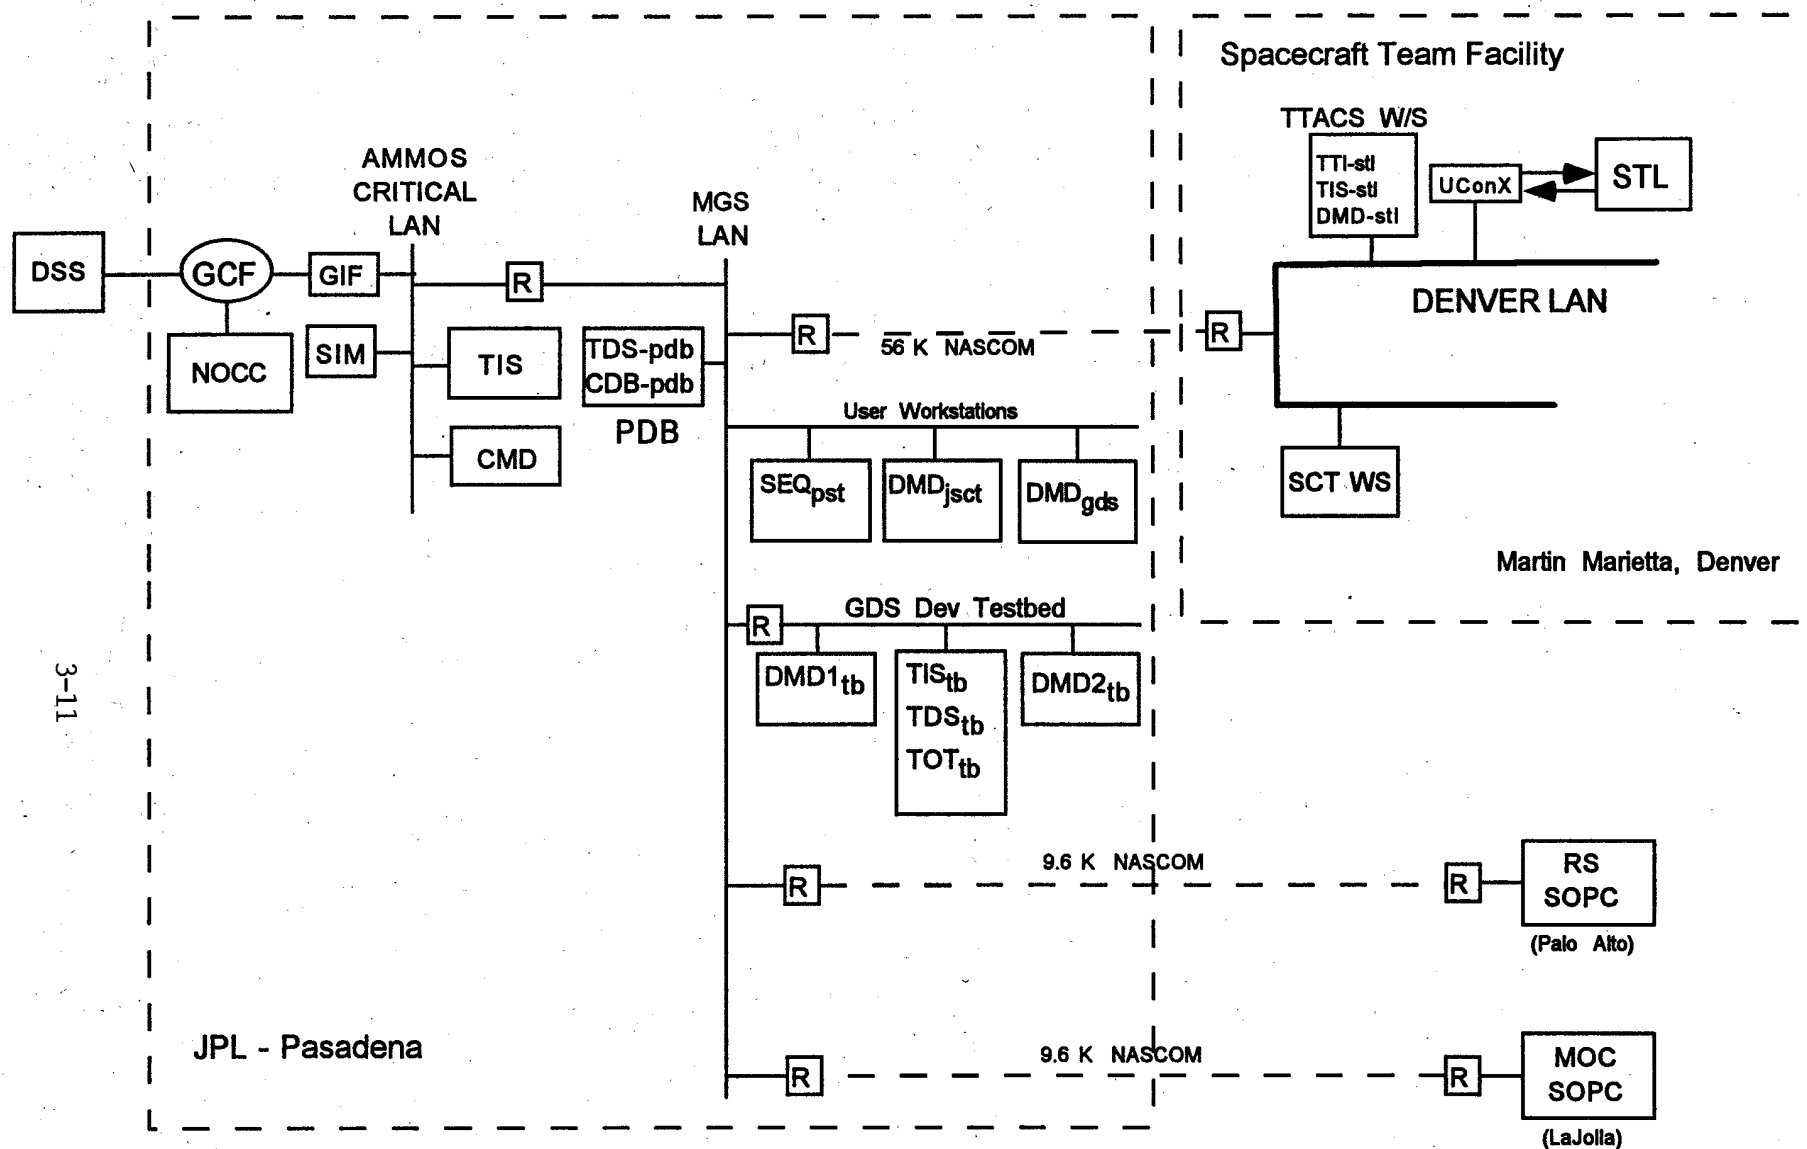 Spacecraft Team Facility
TTACS W/S
TTI-stl
TIS-stl
DMD-stl
UConX
STL
AMMOS
CRITICAL
LAN
MGS
LAN
DSS
GCF
GIF
R
NOCC
SIM
TIS
CMD
TDS-pdb
CDB-pdb
PDB
R
56 K NASCOM
R
DENVER LAN
User Workstations
SEQpst
DMDjsct
DMDgds
SCT WS
Martin Marietta, Denver
GDS Dev Testbed
R
DMD1tb
TIStb
TDStb
TOTtb
DMD2tb
3-11
9.6 K NASCOM
R
R
RS
SOPC
(Palo Alto)
JPL - Pasadena
9.6 K NASCOM
R
R
MOC
SOPC
(LaJolla)